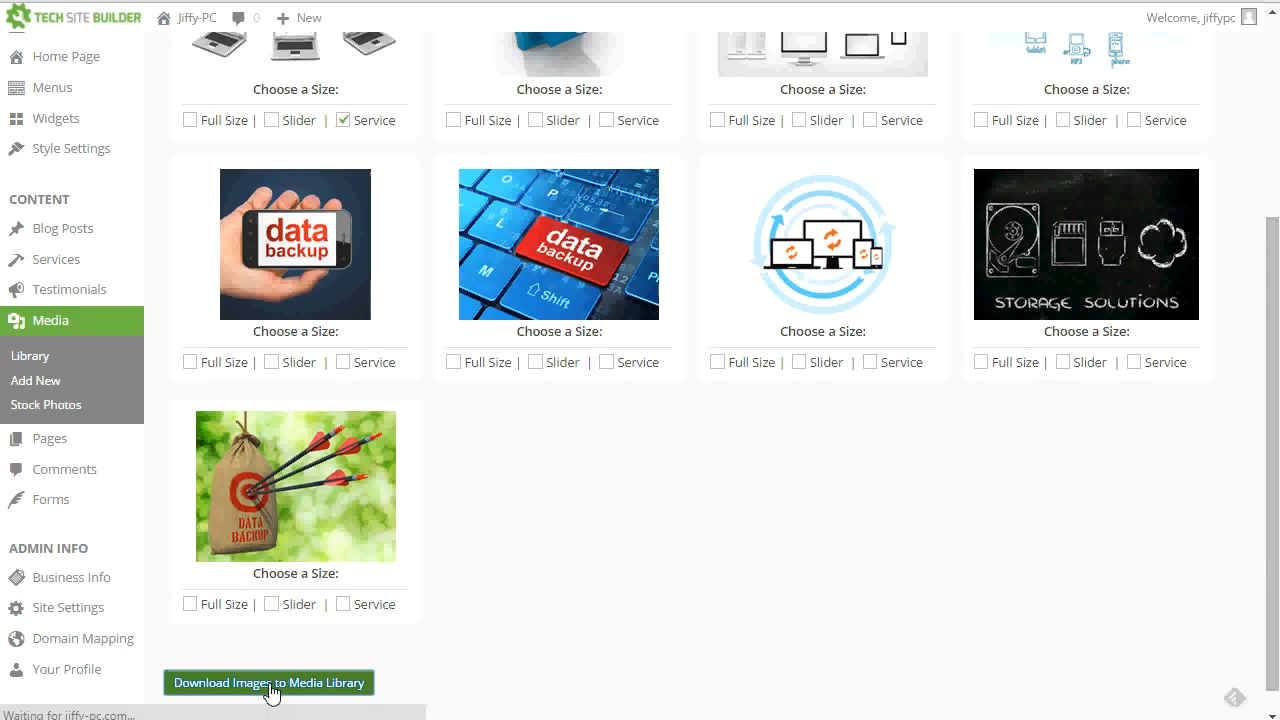 TECH SITE BUILDER
Jiffy-PC
0
New
Welcome, jiffypc
Home Page
Menus
Widgets
Style Settings
CONTENT
Blog Posts
Services
Testimonials
Media
Library
Add New
Stock Photos
Pages
Comments
Forms
ADMIN INFO
Business Info
Site Settings
Domain Mapping
Your Profile
tablet
MP3
phone
Choose a Size:
Choose a Size:
Choose a Size:
Choose a Size:
Full Size | Slider | Service
Full Size | Slider | Service
Full Size | Slider | Service
Full Size | Slider | Service
data
backup
O
P
L
M
P
Shift
data
backup
STORAGE SOLUTIONS
Choose a Size:
Choose a Size:
Choose a Size:
Choose a Size:
Full Size | Slider | Service
Full Size | Slider | Service
Full Size | Slider | Service
Full Size | Slider | Service
DATA
BACKUP
Choose a Size:
Full Size | Slider | Service
Download Images to Media Library
Waiting for jiffy-pc.com...